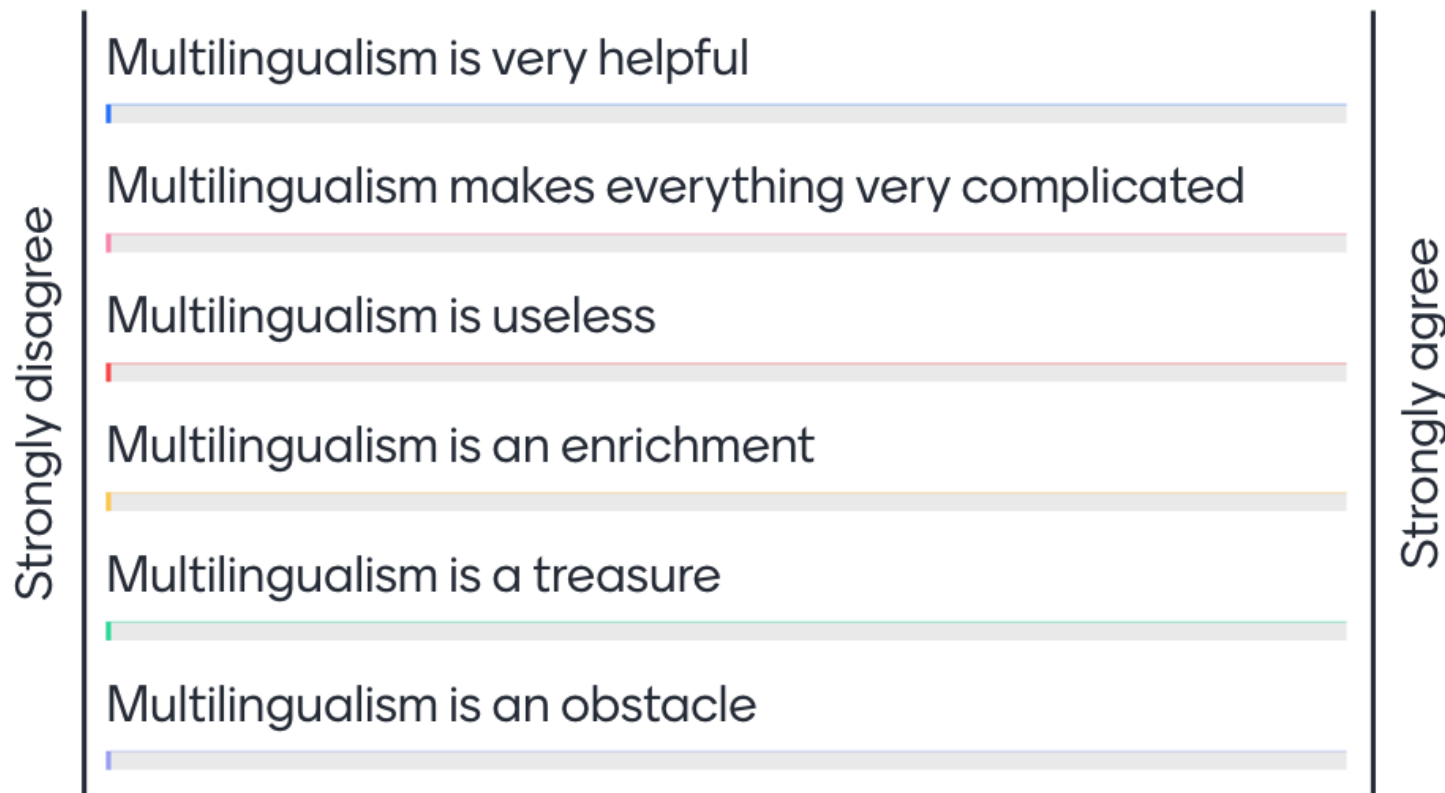 Strongly disagree
Multilingualism is very helpful
Multilingualism makes everything very complicated
Multilingualism is useless
Multilingualism is an enrichment
Multilingualism is a treasure
Multilingualism is an obstacle
Strongly agree